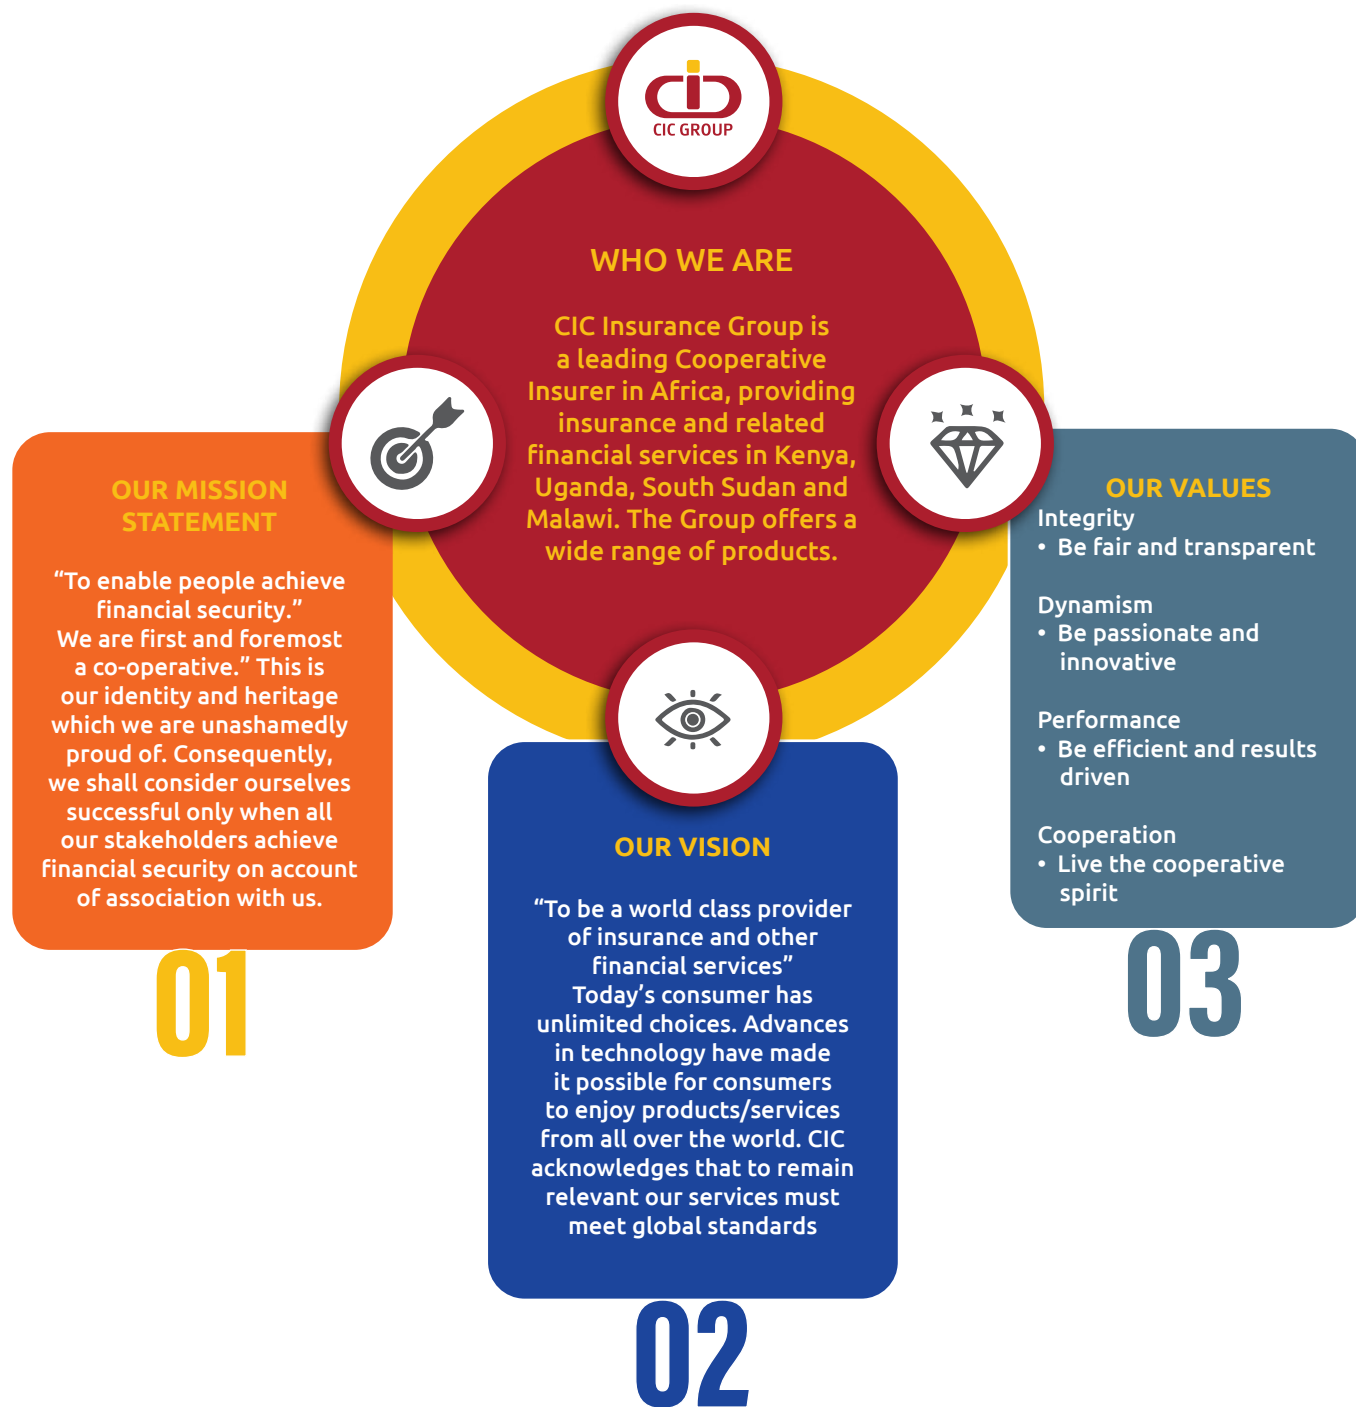 CIC GROUP
WHO WE ARE
CIC Insurance Group is
a leading Cooperative
Insurer in Africa, providing
insurance and related
financial services in Kenya,
Uganda, South Sudan and
Malawi. The Group offers a
wide range of products.
OUR MISSION
STATEMENT
“To enable people achieve
financial security.”
We are first and foremost
a co-operative.” This is
our identity and heritage
which we are unashamedly
proud of. Consequently,
we shall consider ourselves
successful only when all
our stakeholders achieve
financial security on account
of association with us.
01
OUR VISION
“To be a world class provider
of insurance and other
financial services”
Today’s consumer has
unlimited choices. Advances
in technology have made
it possible for consumers
to enjoy products/services
from all over the world. CIC
acknowledges that to remain
relevant our services must
meet global standards
02
OUR VALUES
Integrity
• Be fair and transparent
Dynamism
• Be passionate and
innovative
Performance
• Be efficient and results
driven
Cooperation
• Live the cooperative
spirit
03